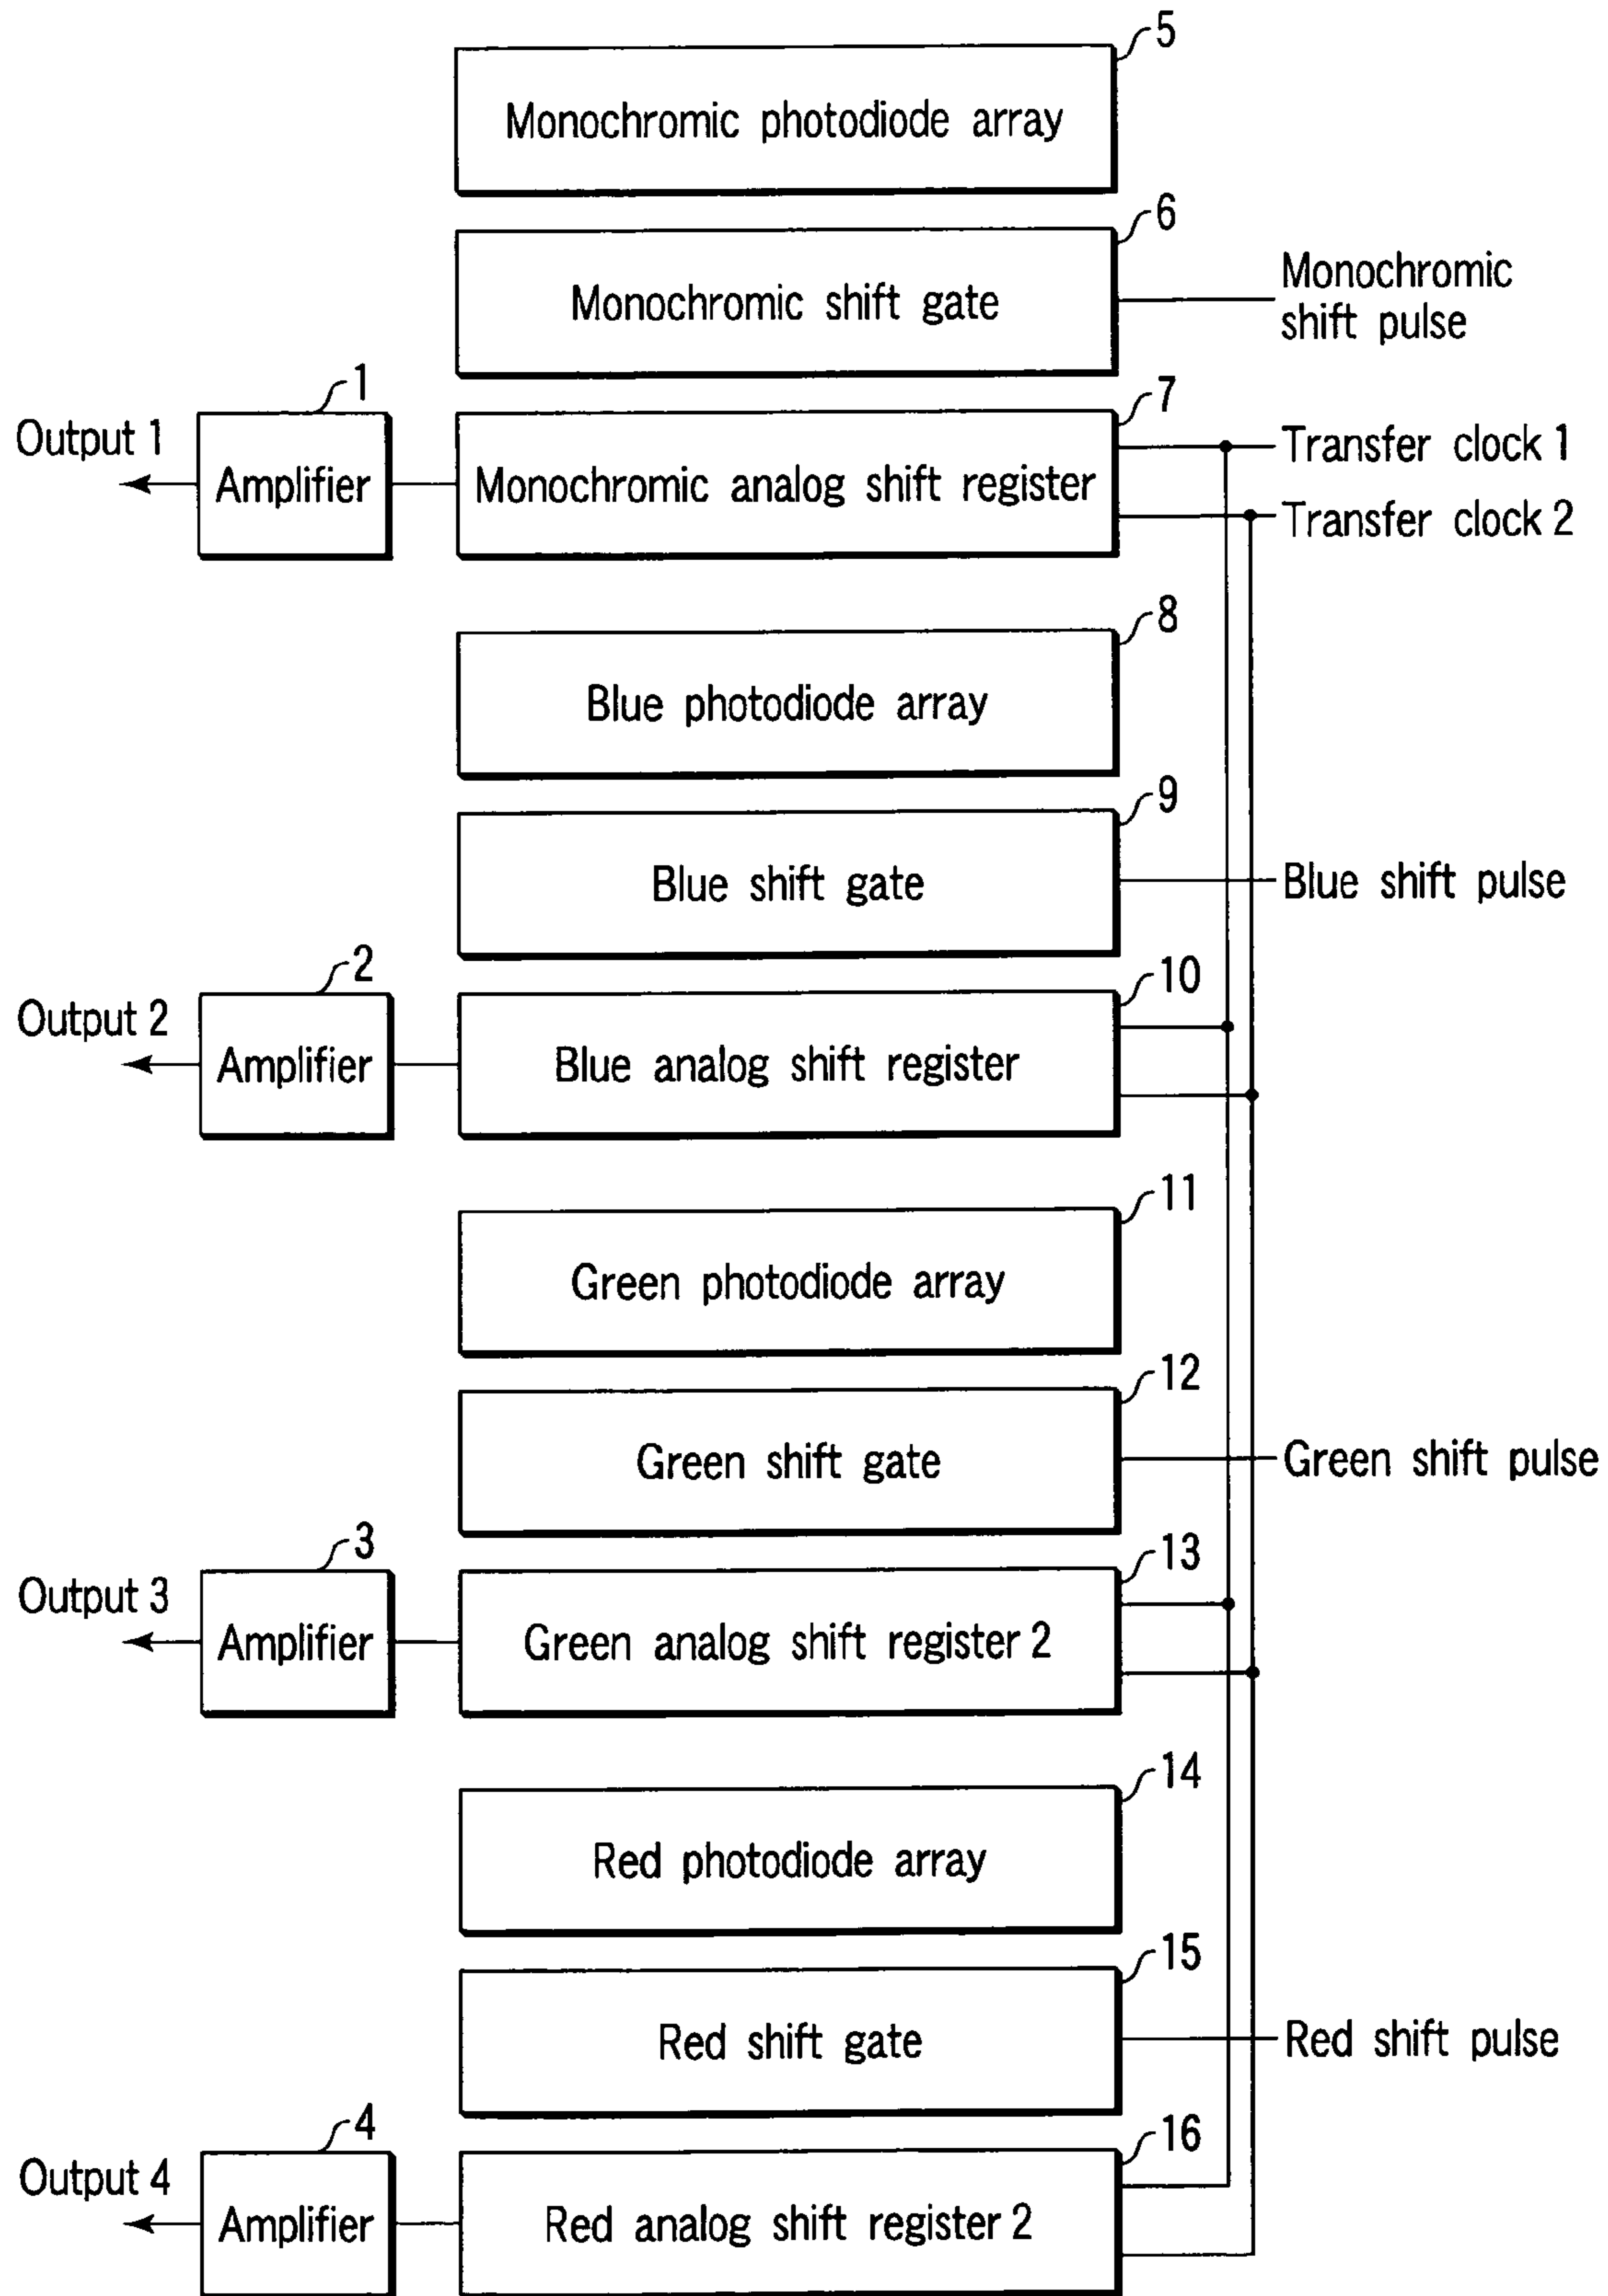 5
Monochromic photodiode array
6
Monochromic shift gate
Monochromic
shift pulse
1
7
Output 1
Amplifier
Monochromic analog shift register
Transfer clock 1
Transfer clock 2
8
Blue photodiode array
9
Blue shift gate
Blue shift pulse
2
10
Output 2
Amplifier
Blue analog shift register
11
Green photodiode array
12
Green shift gate
Green shift pulse
3
13
Output 3
Amplifier
Green analog shift register 2
14
Red photodiode array
15
Red shift gate
Red shift pulse
4
16
Output 4
Amplifier
Red analog shift register 2